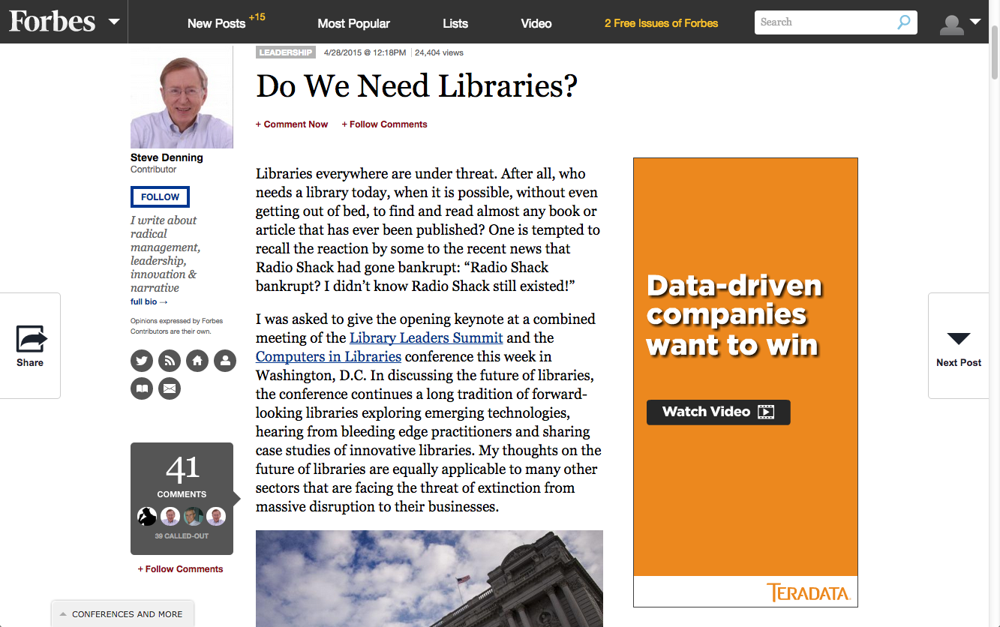 Forbes
New Posts +15
Most Popular
Lists
Video
2 Free Issues of Forbes
Search
LEADERSHIP 4/28/2015 @ 12:18PM 24,404 views
Do We Need Libraries?
+ Comment Now + Follow Comments
Steve Denning
Contributor
FOLLOW
I write about
radical
management,
leadership,
innovation &
narrative
full bio →
Opinions expressed by Forbes
Contributors are their own.
41
COMMENTS
39 CALLED-OUT
+ Follow Comments
Share
Libraries everywhere are under threat. After all, who
needs a library today, when it is possible, without even
getting out of bed, to find and read almost any book or
article that has ever been published? One is tempted to
recall the reaction by some to the recent news that
Radio Shack had gone bankrupt: “Radio Shack
bankrupt? I didn’t know Radio Shack still existed!”
I was asked to give the opening keynote at a combined
meeting of the Library Leaders Summit and the
Computers in Libraries conference this week in
Washington, D.C. In discussing the future of libraries,
the conference continues a long tradition of forward-
looking libraries exploring emerging technologies,
hearing from bleeding edge practitioners and sharing
case studies of innovative libraries. My thoughts on the
future of libraries are equally applicable to many other
sectors that are facing the threat of extinction from
massive disruption to their businesses.
Data-driven
companies
want to win
Watch Video
TERADATA.
Next Post
CONFERENCES AND MORE